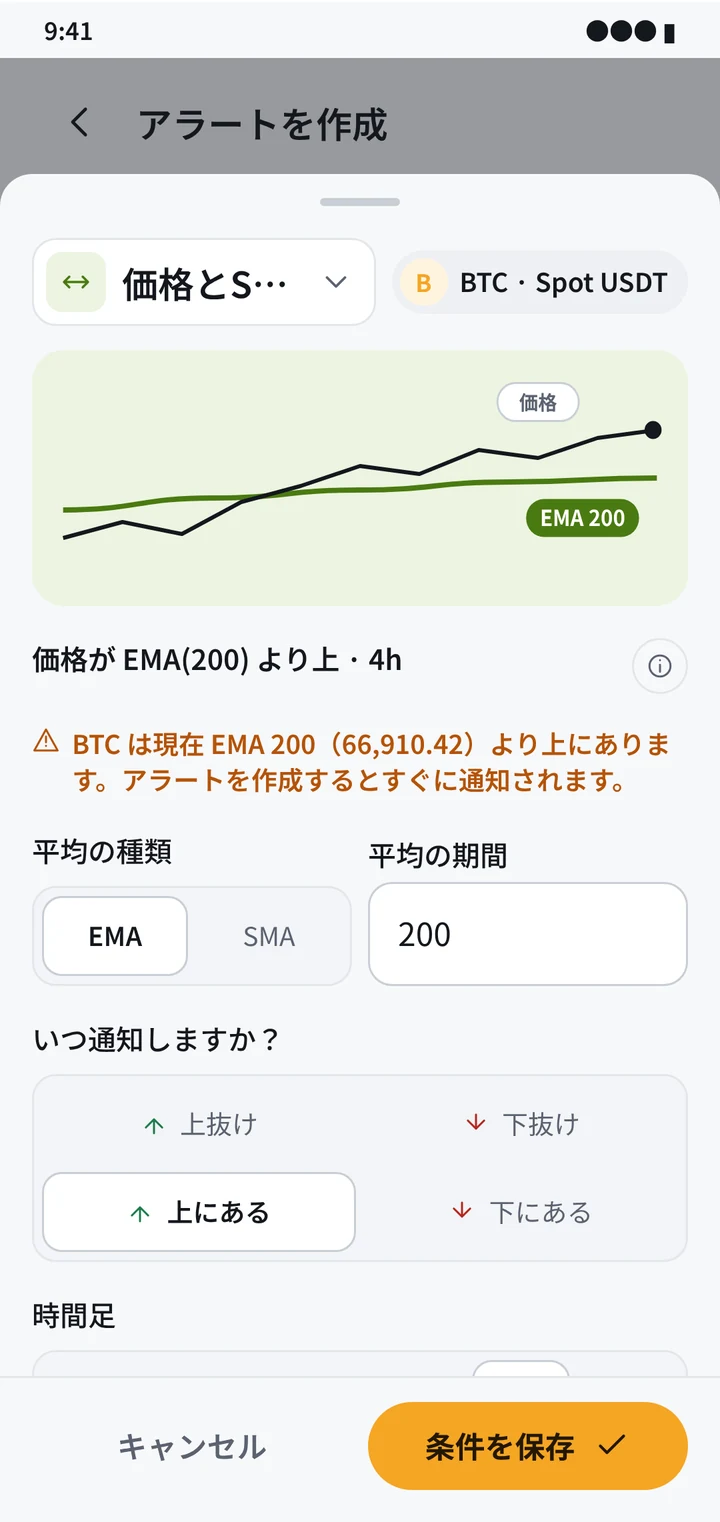 9:41
アラートを作成
価格とS…
B
BTC · Spot USDT
価格
EMA 200
価格が EMA(200) より上 · 4h
BTC は現在 EMA 200（66,910.42）より上にありま
す。アラートを作成するとすぐに通知されます。
平均の種類
平均の期間
EMA
SMA
200
いつ通知しますか？
↑ 上抜け
↓ 下抜け
↑ 上にある
↓ 下にある
時間足
キャンセル
条件を保存